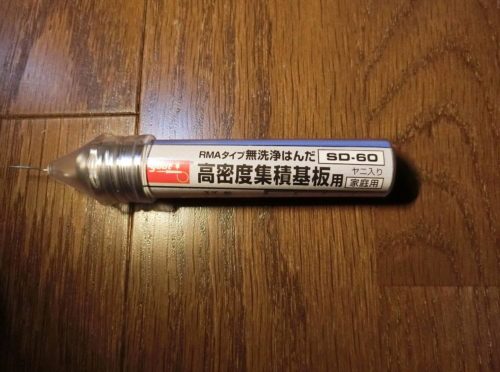 RMAタイプ 無洗浄はんだ SD-60
高密度集積基板用 ヤニ入り
家庭用